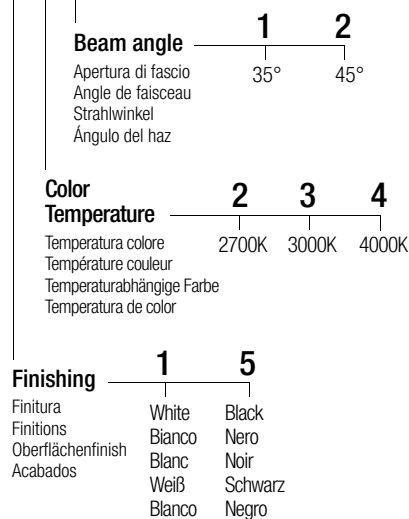 1 2
Beam angle
Apertura di fascio 35° 45°
Angle de faisceau
Strahlwinkel
Ángulo del haz
Color 2 3 4
Temperature
Temperatura colore 2700K 3000K 4000K
Température couleur
Temperaturabhängige Farbe
Temperatura de color
1 5
Finishing
Finitura White Black
Finitions Bianco Nero
Oberflächenfinish Blanc Noir
Acabados Weiß Schwarz
Blanco Negro